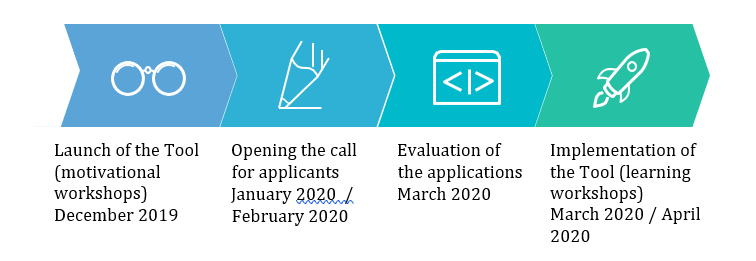 Launch of the Tool
(motivational
workshops)
December 2019
Opening the call
for applicants
January 2020 /
February 2020
Evaluation of
the applications
March 2020
Implementation of
the Tool (learning
workshops)
March 2020 / April
2020